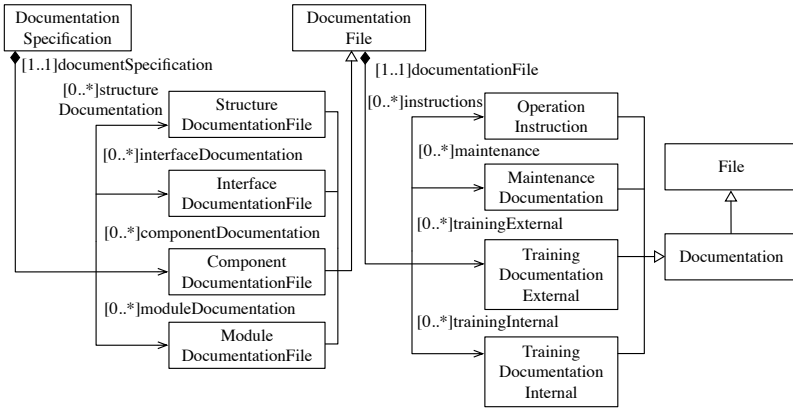 Documentation
Specification
Documentation
File
[1..1]documentSpecification
[1..1]documentationFile
[0..*]structure
Documentation
Structure
DocumentationFile
[0..*]interfaceDocumentation
Interface
DocumentationFile
[0..*]componentDocumentation
Component
DocumentationFile
[0..*]moduleDocumentation
Module
DocumentationFile
[0..*]instructions
Operation
Instruction
[0..*]maintenance
Maintenance
Documentation
[0..*]trainingExternal
Training
Documentation
External
[0..*]trainingInternal
Training
Documentation
Internal
File
Documentation